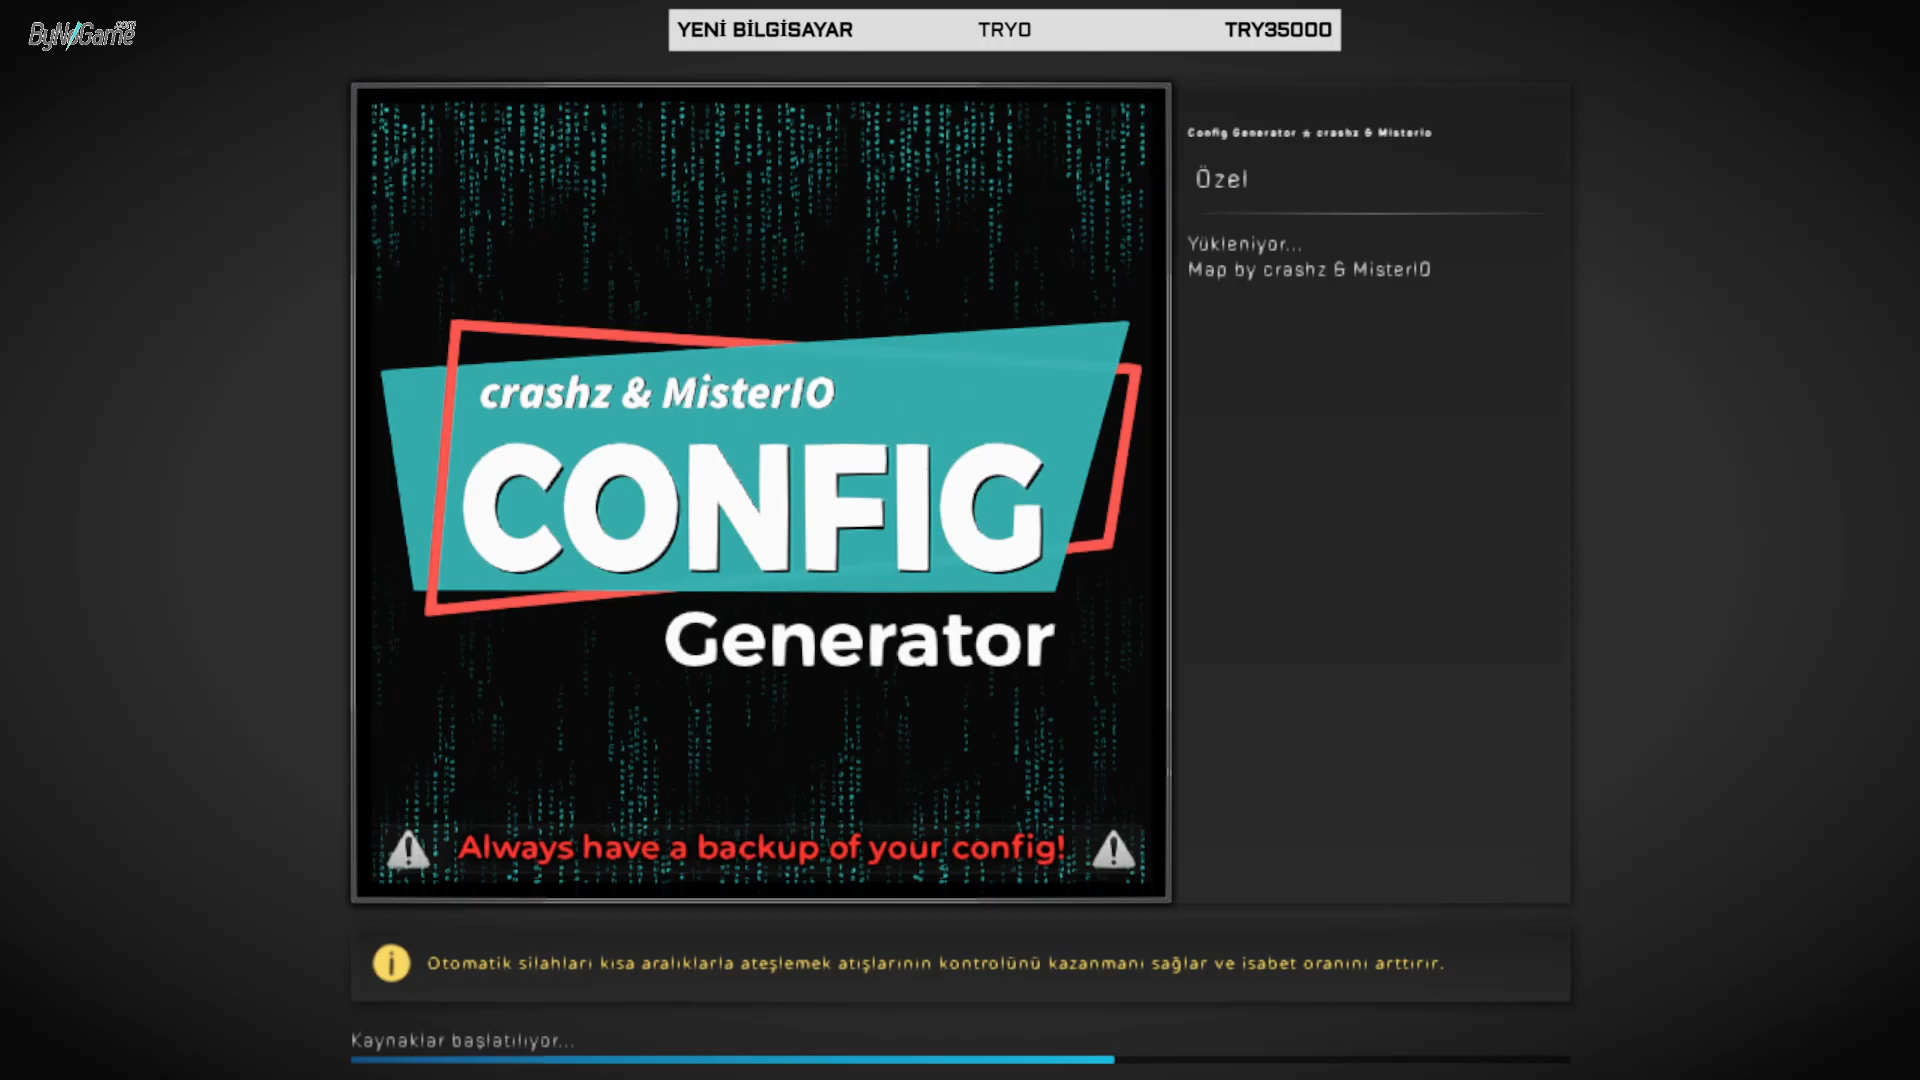 ByNoGame.com
YENİ BİLGİSAYAR TRY0 TRY35000
crashz & MisterIO
CONFIG
Generator
Always have a backup of your config!
Config Generator ★ crashz & MisterIo
Özel
Yükleniyor...
Map by crashz & MisterIO
Otomatik silahları kısa aralıklarla ateşlemek atışlarının kontrolünü kazanmanı sağlar ve isabet oranını arttırır.
Kaynaklar başlatılıyor...